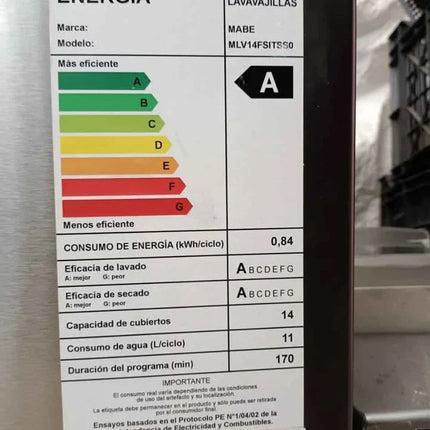 ENERGÍA
LAVAVAJILLAS
Marca: MABE
Modelo: MLV14FSITSS0
Más eficiente
A
B
C
D
E
F
G
A
Menos eficiente
CONSUMO DE ENERGÍA (kWh/ciclo) 0,84
Eficacia de lavado A B C D E F G
A: mejor G: peor
Eficacia de secado A B C D E F G
A: mejor G: peor
Capacidad de cubiertos 14
Consumo de agua (L/ciclo) 11
Duración del programa (min) 170
IMPORTANTE
El consumo real varía dependiendo de las condiciones
de uso del artefacto y su localización.
La etiqueta debe permanecer en el producto y sólo puede ser retirada
por el consumidor final.
Ensayos basados en el Protocolo PE N°1/04/02 de la
de Electricidad y Combustibles.